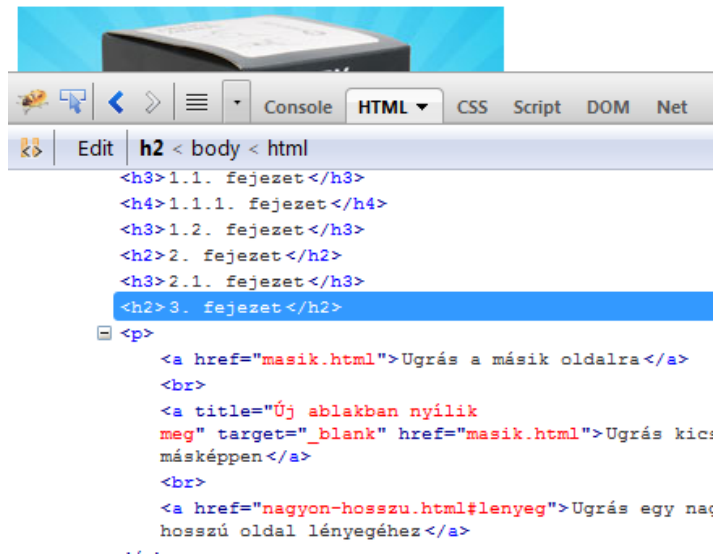 Console HTML CSS Script DOM Net
Edit h2 < body < html
<h3>1.1. fejezet</h3>
<h4>1.1.1. fejezet</h4>
<h3>1.2. fejezet</h3>
<h2>2. fejezet</h2>
<h3>2.1. fejezet</h3>
<h2>3. fejezet</h2>
<p>
<a href="masik.html">Ugrás a másik oldalra</a>
<br>
<a title="Új ablakban nyílik
meg" target="_blank" href="masik.html">Ugrás kics
másképpen</a>
<br>
<a href="nagyon-hosszu.html#lenyeg">Ugrás egy nag
hosszú oldal lényegéhez</a>